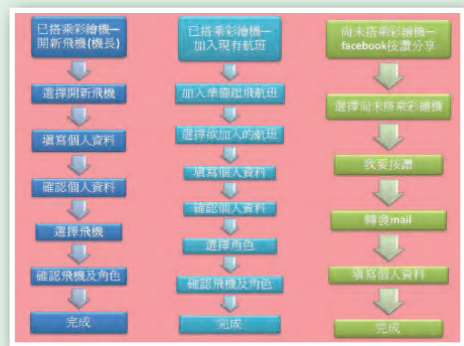 已搭乘彩繪機—
開新飛機(機長)
選擇開新飛機
填寫個人資料
確認個人資料
選擇飛機
確認飛機及角色
完成
已搭乘彩繪機—
加入現有航班
加入準備起飛航班
選擇欲加入的航班
填寫個人資料
確認個人資料
選擇角色
確認飛機及角色
完成
尚未搭乘彩繪機—
facebook按讚分享
選擇尚未搭乘彩繪機
我要按讚
轉發mail
填寫個人資料
完成